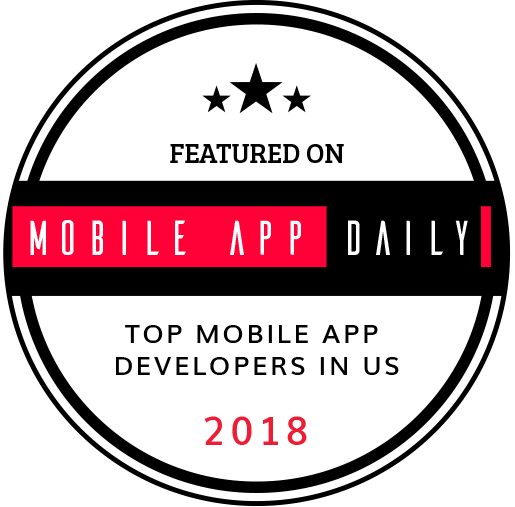 FEATURED ON
MOBILE APP DAILY
TOP MOBILE APP
DEVELOPERS IN US
2018